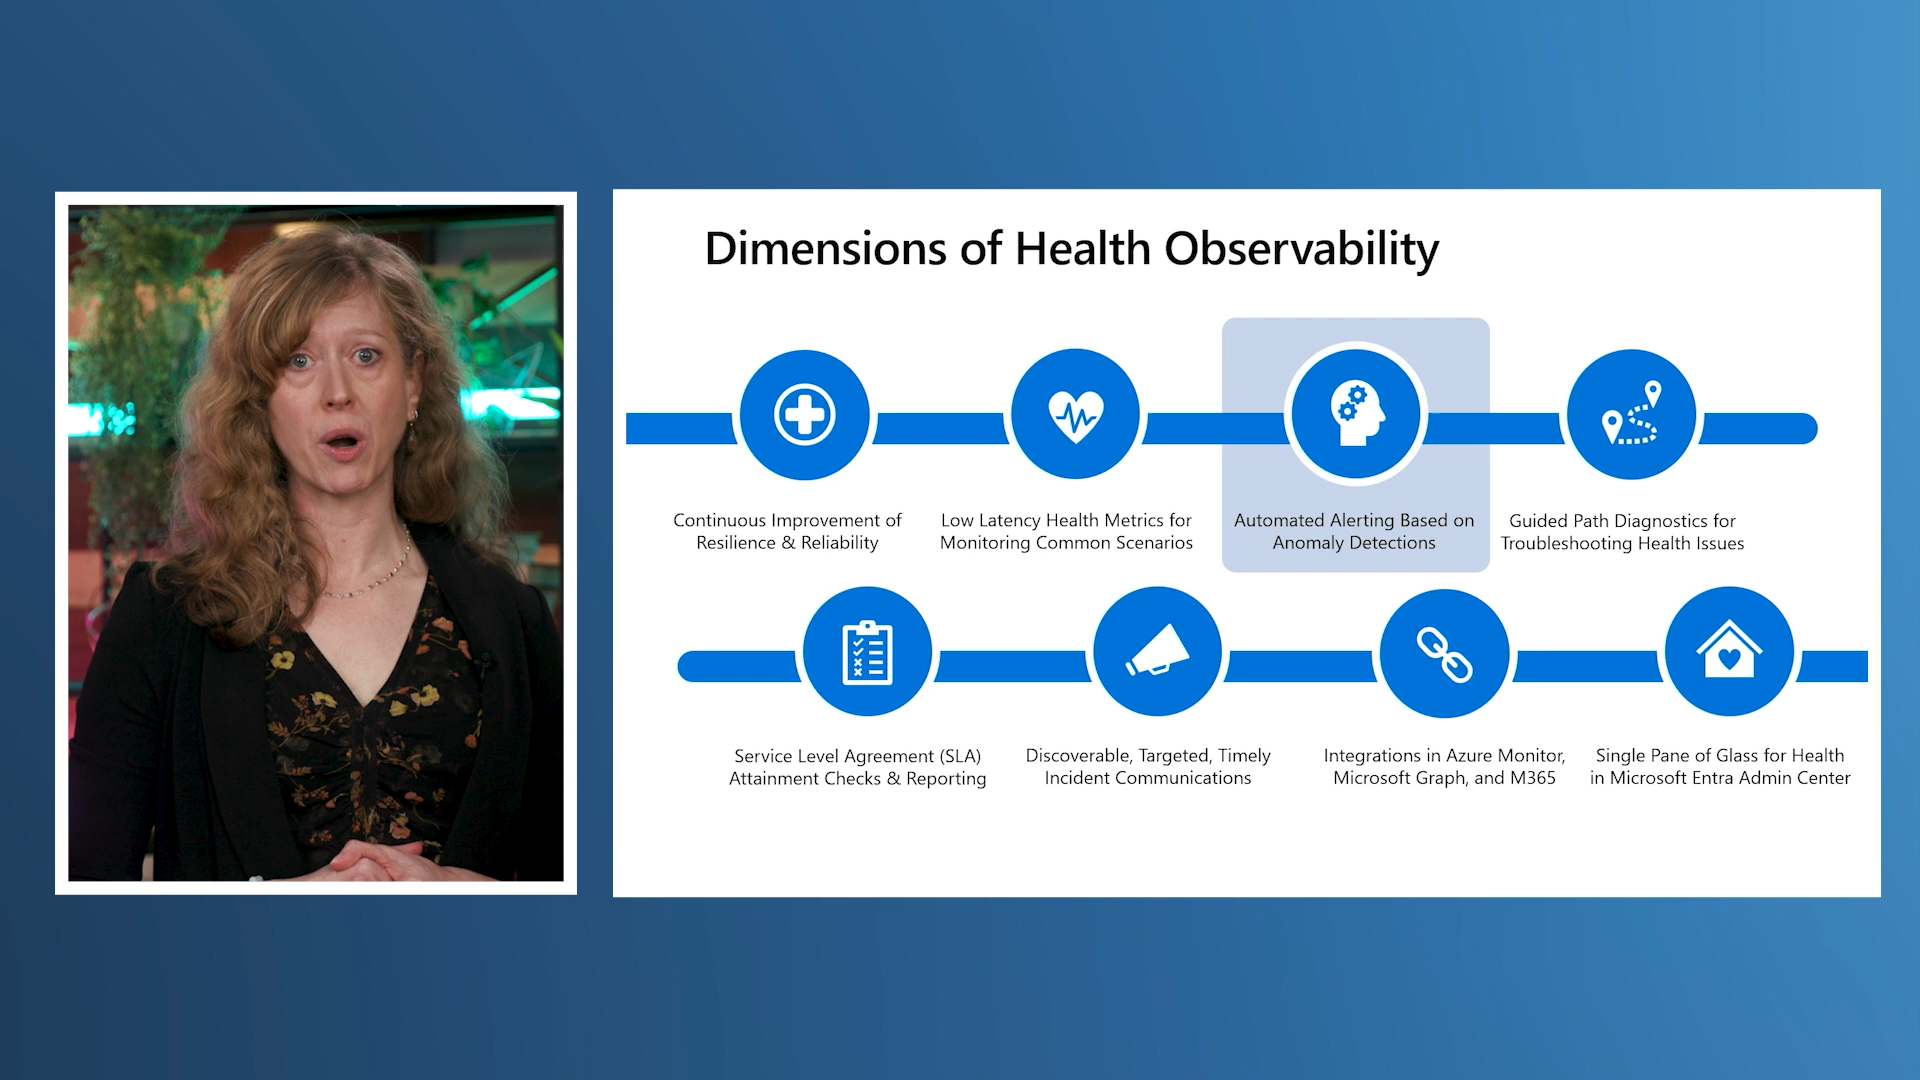 Dimensions of Health Observability
Continuous Improvement of
Resilience & Reliability
Low Latency Health Metrics for
Monitoring Common Scenarios
Automated Alerting Based on
Anomaly Detections
Guided Path Diagnostics for
Troubleshooting Health Issues
Service Level Agreement (SLA)
Attainment Checks & Reporting
Discoverable, Targeted, Timely
Incident Communications
Integrations in Azure Monitor,
Microsoft Graph, and M365
Single Pane of Glass for Health
in Microsoft Entra Admin Center